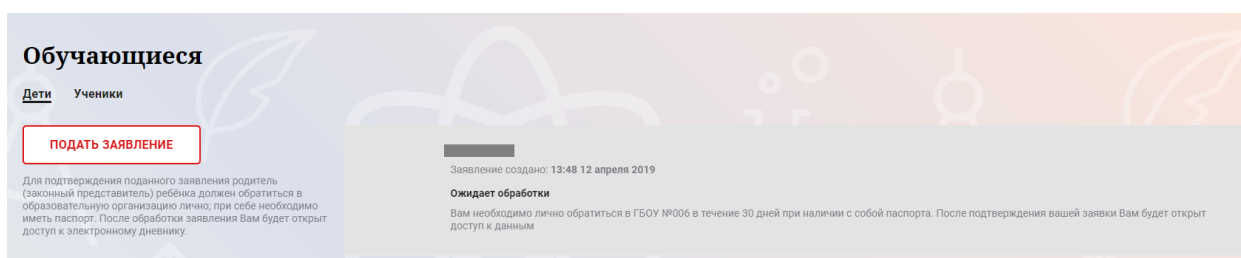 Обучающиеся
Дети Ученики
ПОДАТЬ ЗАЯВЛЕНИЕ
Для подтверждения поданного заявления родитель
(законный представитель) ребёнка должен обратиться в
образовательную организацию лично; при себе необходимо
иметь паспорт. После обработки заявления Вам будет открыт
доступ к электронному дневнику.
Заявление создано: 13:48 12 апреля 2019
Ожидает обработки
Вам необходимо лично обратиться в ГБОУ №006 в течение 30 дней при наличии с собой паспорта. После подтверждения вашей заявки Вам будет открыт
доступ к данным